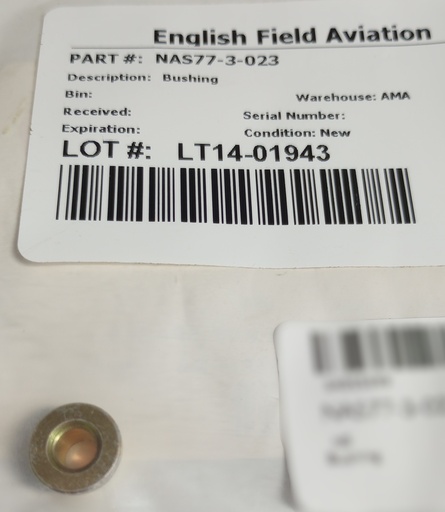 English Field Aviation
PART #: NAS77-3-023
Description: Bushing
Bin: Warehouse: AMA
Received: Serial Number:
Expiration: Condition: New
LOT #: LT14-01943
Bushing